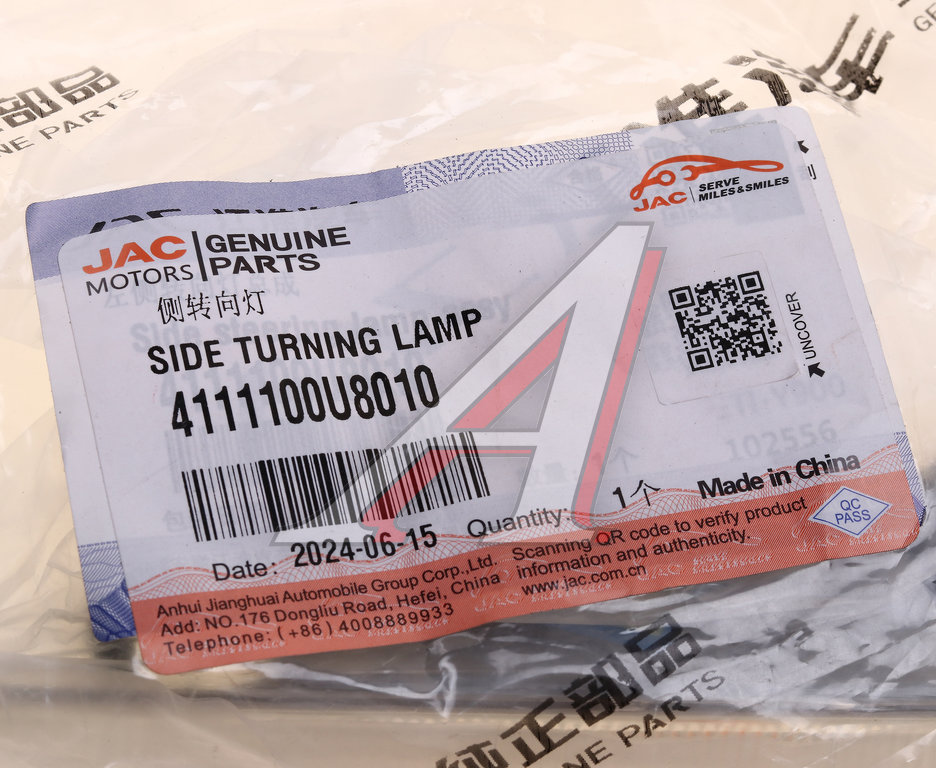 部品
NE PARTS
JAC
SERVE
MILES&SMILES
JAC
MOTORS
GENUINE
PARTS
侧转向灯
SIDE TURNING LAMP
4111100U8010
UNCOVER
102556
Date: 2024-06-15
Quantity: 1个
Made in China
QC
PASS
Anhui Jianghuai Automobile Group Corp.,Ltd.
Add: NO.176 Dongliu Road, Hefei, China
Telephone: (+86)4008889933
Scanning QR code to verify product
information and authenticity.
www.jac.com.cn
纯正部品
NE PARTS